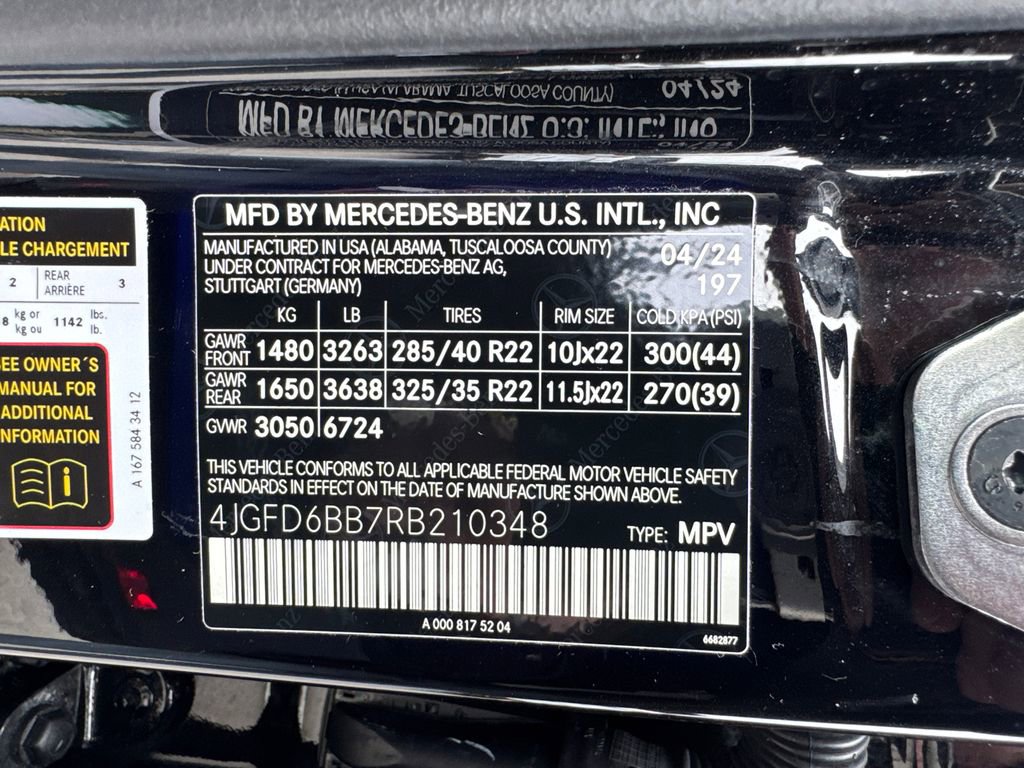 MFD BY MERCEDES-BENZ U.S. INTL., INC
MANUFACTURED IN USA (ALABAMA, TUSCALOOSA COUNTY) 04/24
UNDER CONTRACT FOR MERCEDES-BENZ AG, 197
STUTTGART (GERMANY)
KG LB TIRES RIM SIZE COLD KPA(PSI)
GAWR FRONT 1480 3263 285/40 R22 10Jx22 300(44)
GAWR REAR 1650 3638 325/35 R22 11.5Jx22 270(39)
GVWR 3050 6724
THIS VEHICLE CONFORMS TO ALL APPLICABLE FEDERAL MOTOR VEHICLE SAFETY
STANDARDS IN EFFECT ON THE DATE OF MANUFACTURE SHOWN ABOVE.
4JGFD6BB7RB210348 TYPE: MPV
A 000 817 52 04
6682877
CHARGEMENT
2 REAR 3
ARRIÈRE
kg or 1142 lbs.
kg ou lb.
OWNER´S
MANUAL FOR
ADDITIONAL
INFORMATION
A 167 584 34 12